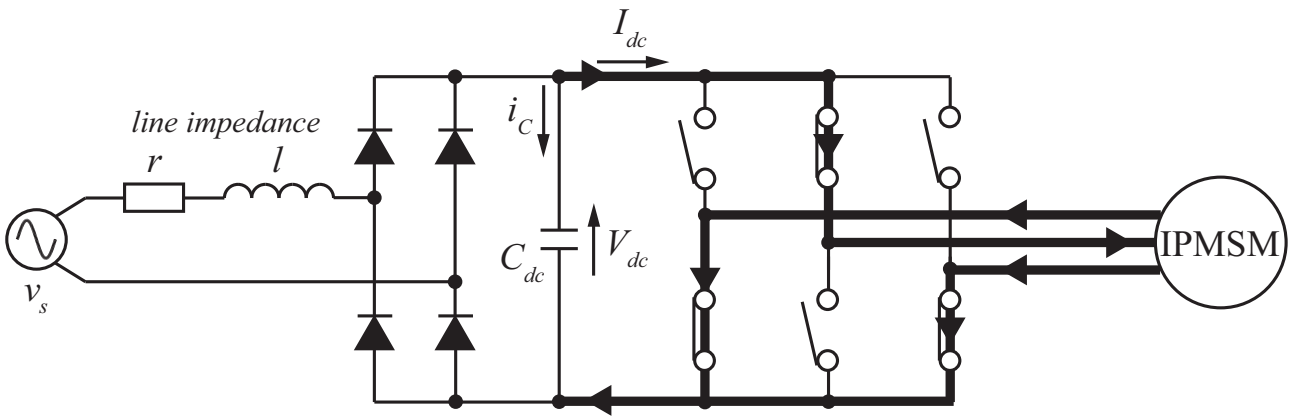 I_dc
i_C
line impedance
r
l
C_dc
V_dc
IPMSM
v_s